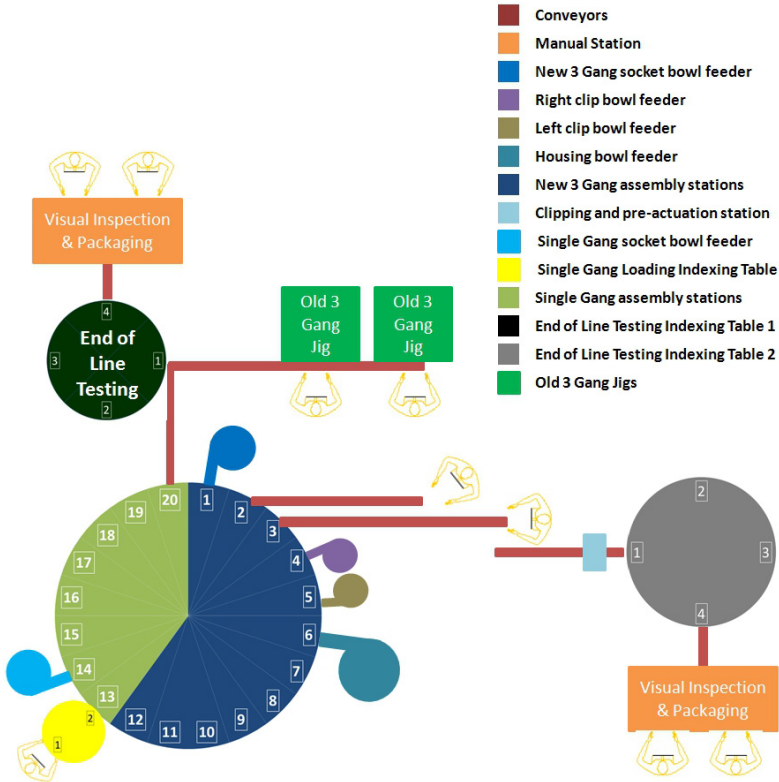 Conveyors
Manual Station
New 3 Gang socket bowl feeder
Right clip bowl feeder
Left clip bowl feeder
Housing bowl feeder
New 3 Gang assembly stations
Clipping and pre-actuation station
Single Gang socket bowl feeder
Single Gang Loading Indexing Table
Single Gang assembly stations
End of Line Testing Indexing Table 1
End of Line Testing Indexing Table 2
Old 3 Gang Jigs
Visual Inspection
& Packaging
4
End of
Line
Testing
3
1
2
Old 3
Gang
Jig
Old 3
Gang
Jig
1
2
3
4
5
6
7
8
9
10
11
12
13
14
15
16
17
18
19
20
2
1
2
1
3
4
Visual Inspection
& Packaging